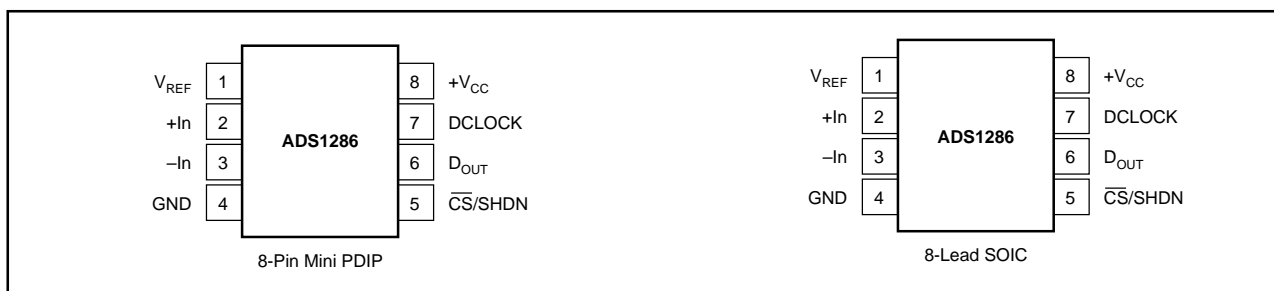 V_REF 1 8 +V_CC
+In 2 7 DCLOCK
ADS1286
–In 3 6 D_OUT
GND 4 5 C̅S̅/SHDN
8-Pin Mini PDIP
V_REF 1 8 +V_CC
+In 2 7 DCLOCK
ADS1286
–In 3 6 D_OUT
GND 4 5 C̅S̅/SHDN
8-Lead SOIC